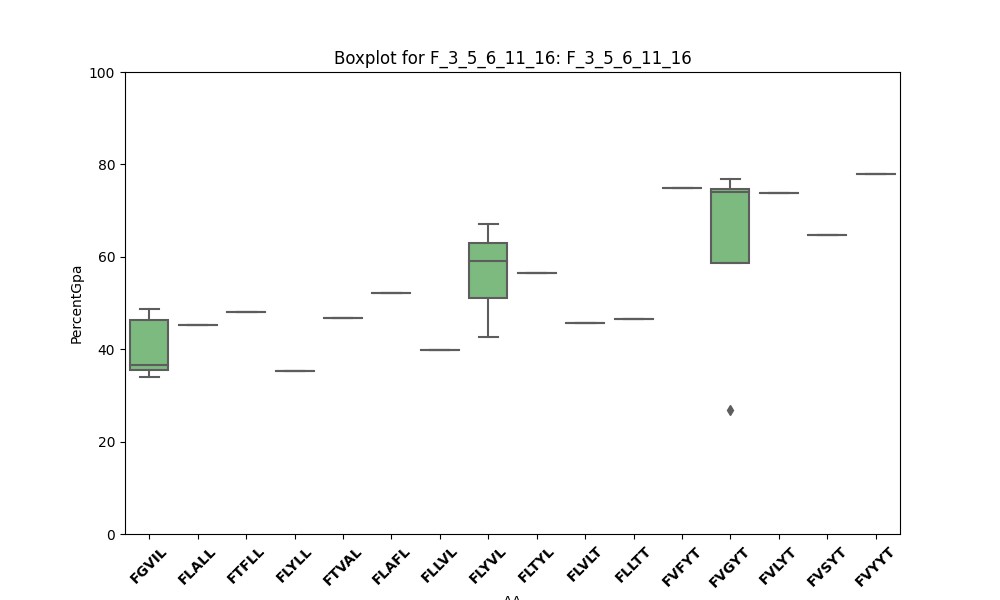 Boxplot for F_3_5_6_11_16: F_3_5_6_11_16
100
80
60
40
20
0
PercentGpa
FGVIL
FLALL
FTFLL
FLYLL
FTVAL
FLAFL
FLLVL
FLYVL
FLTYL
FLVLT
FLLTT
FVFYT
FVGYT
FVLYT
FVSYT
FVYYT
AA